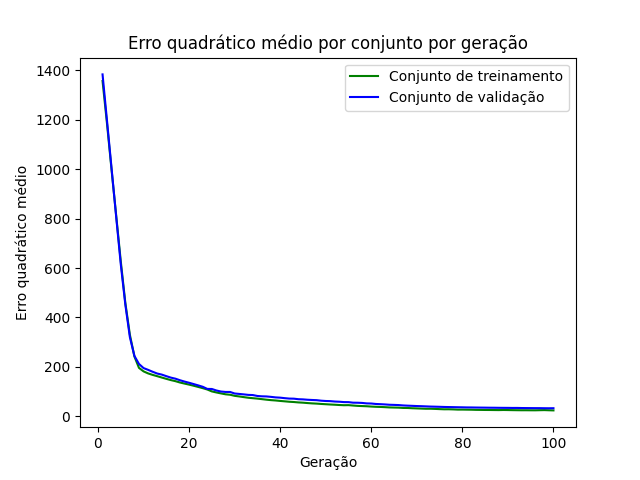 Erro quadrático médio por conjunto por geração
Conjunto de treinamento
Conjunto de validação
Erro quadrático médio
1400
1200
1000
800
600
400
200
0
0 20 40 60 80 100
Geração